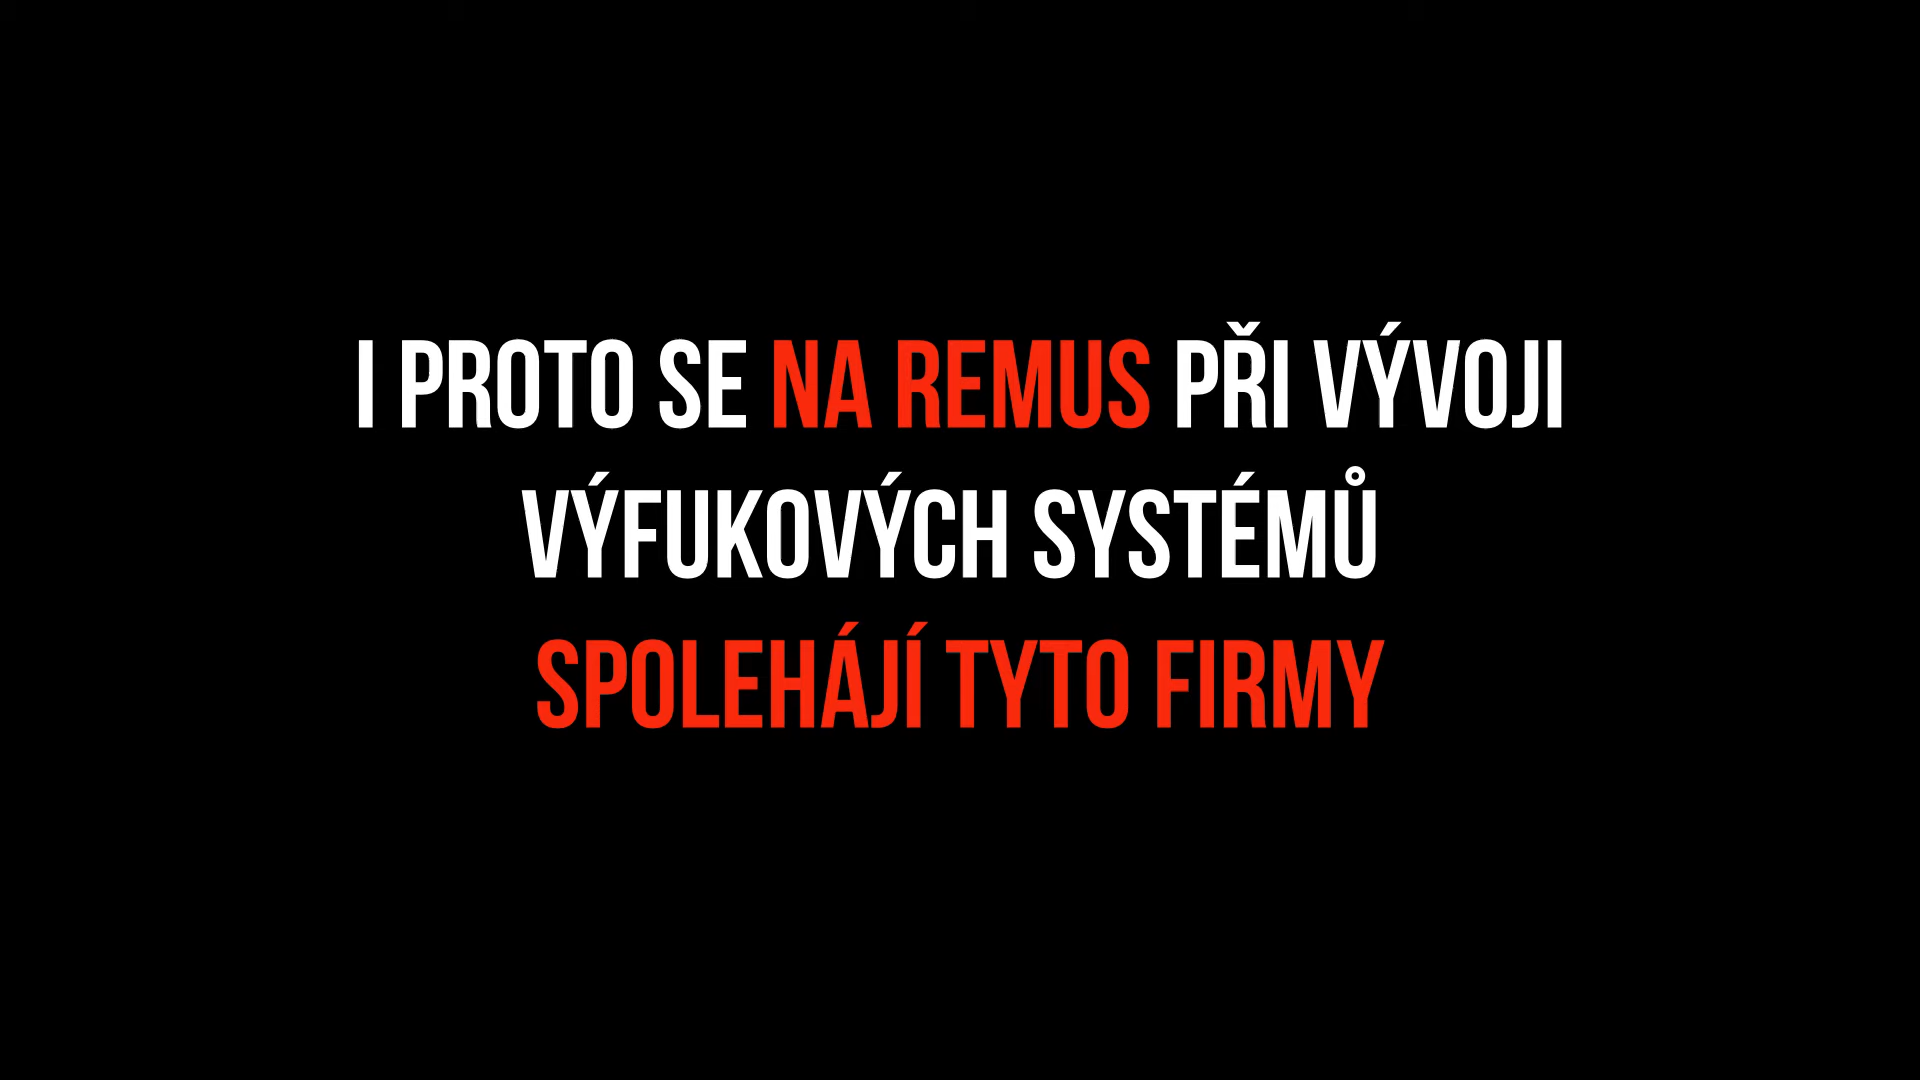 I PROTO SE NA REMUS PŘI VÝVOJI
VÝFUKOVÝCH SYSTÉMŮ
SPOLEHÁJÍ TYTO FIRMY